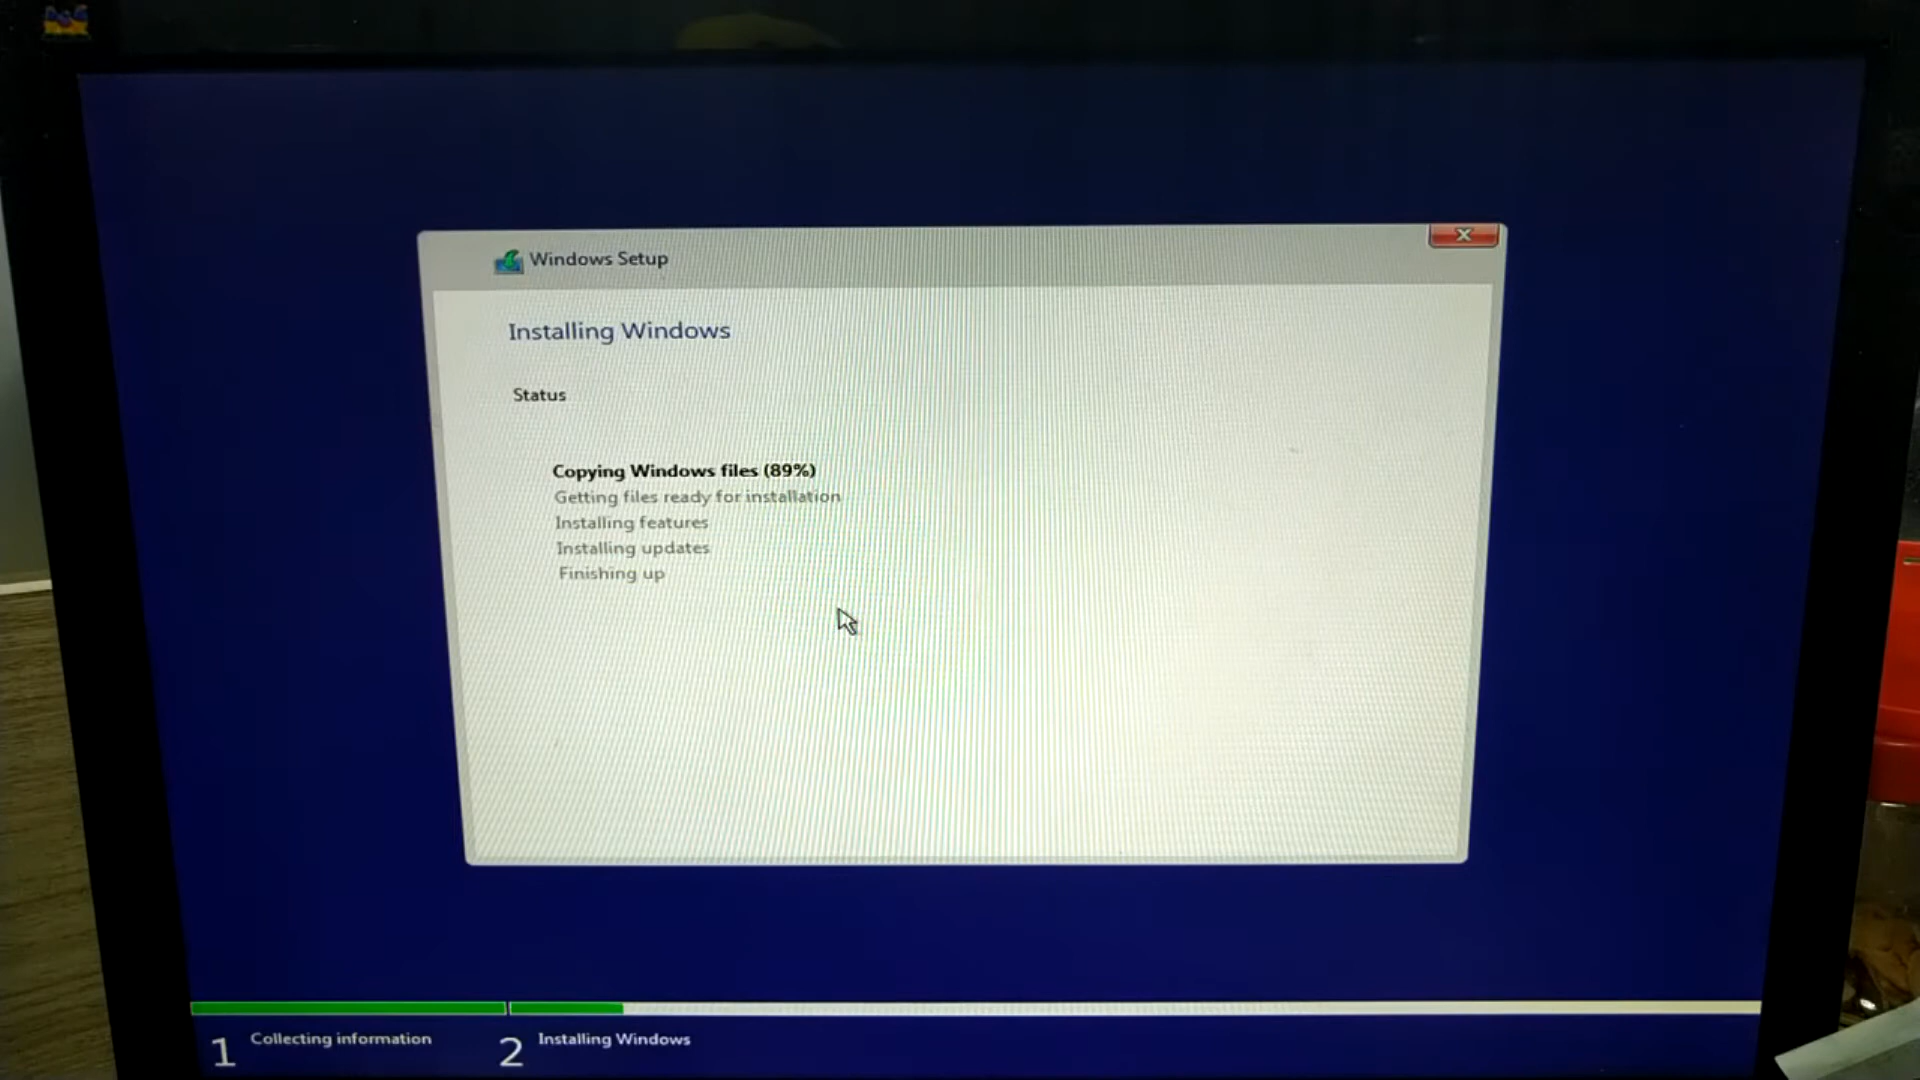 Windows Setup
Installing Windows
Status
Copying Windows files (89%)
Getting files ready for installation
Installing features
Installing updates
Finishing up
1 Collecting information
2 Installing Windows